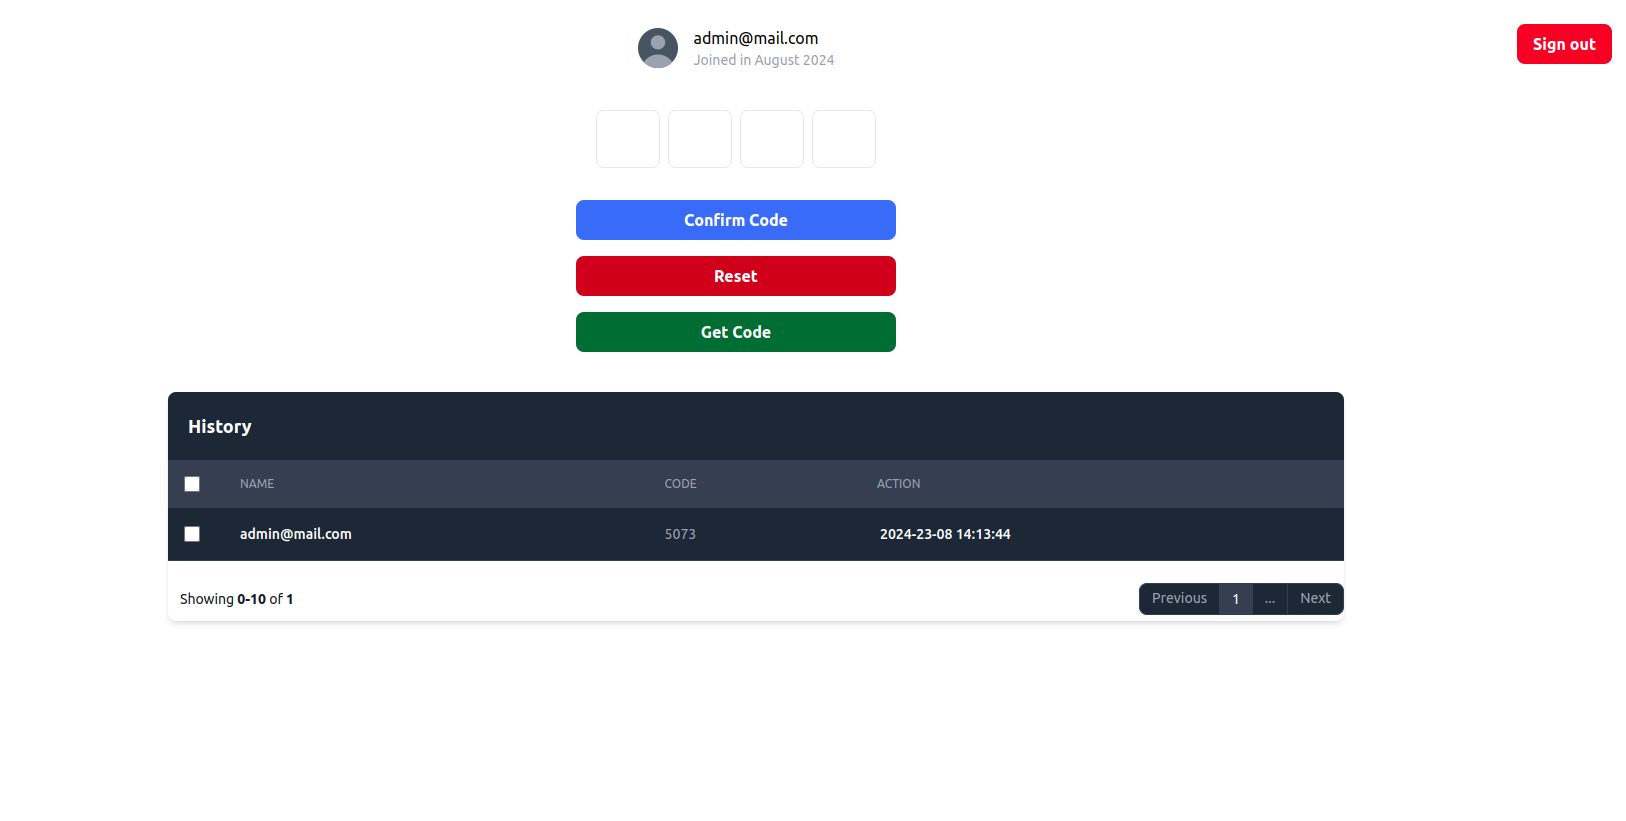 admin@mail.com
Joined in August 2024
Sign out
Confirm Code
Reset
Get Code
History
NAME CODE ACTION
admin@mail.com 5073 2024-23-08 14:13:44
Showing 0-10 of 1
Previous 1 ... Next